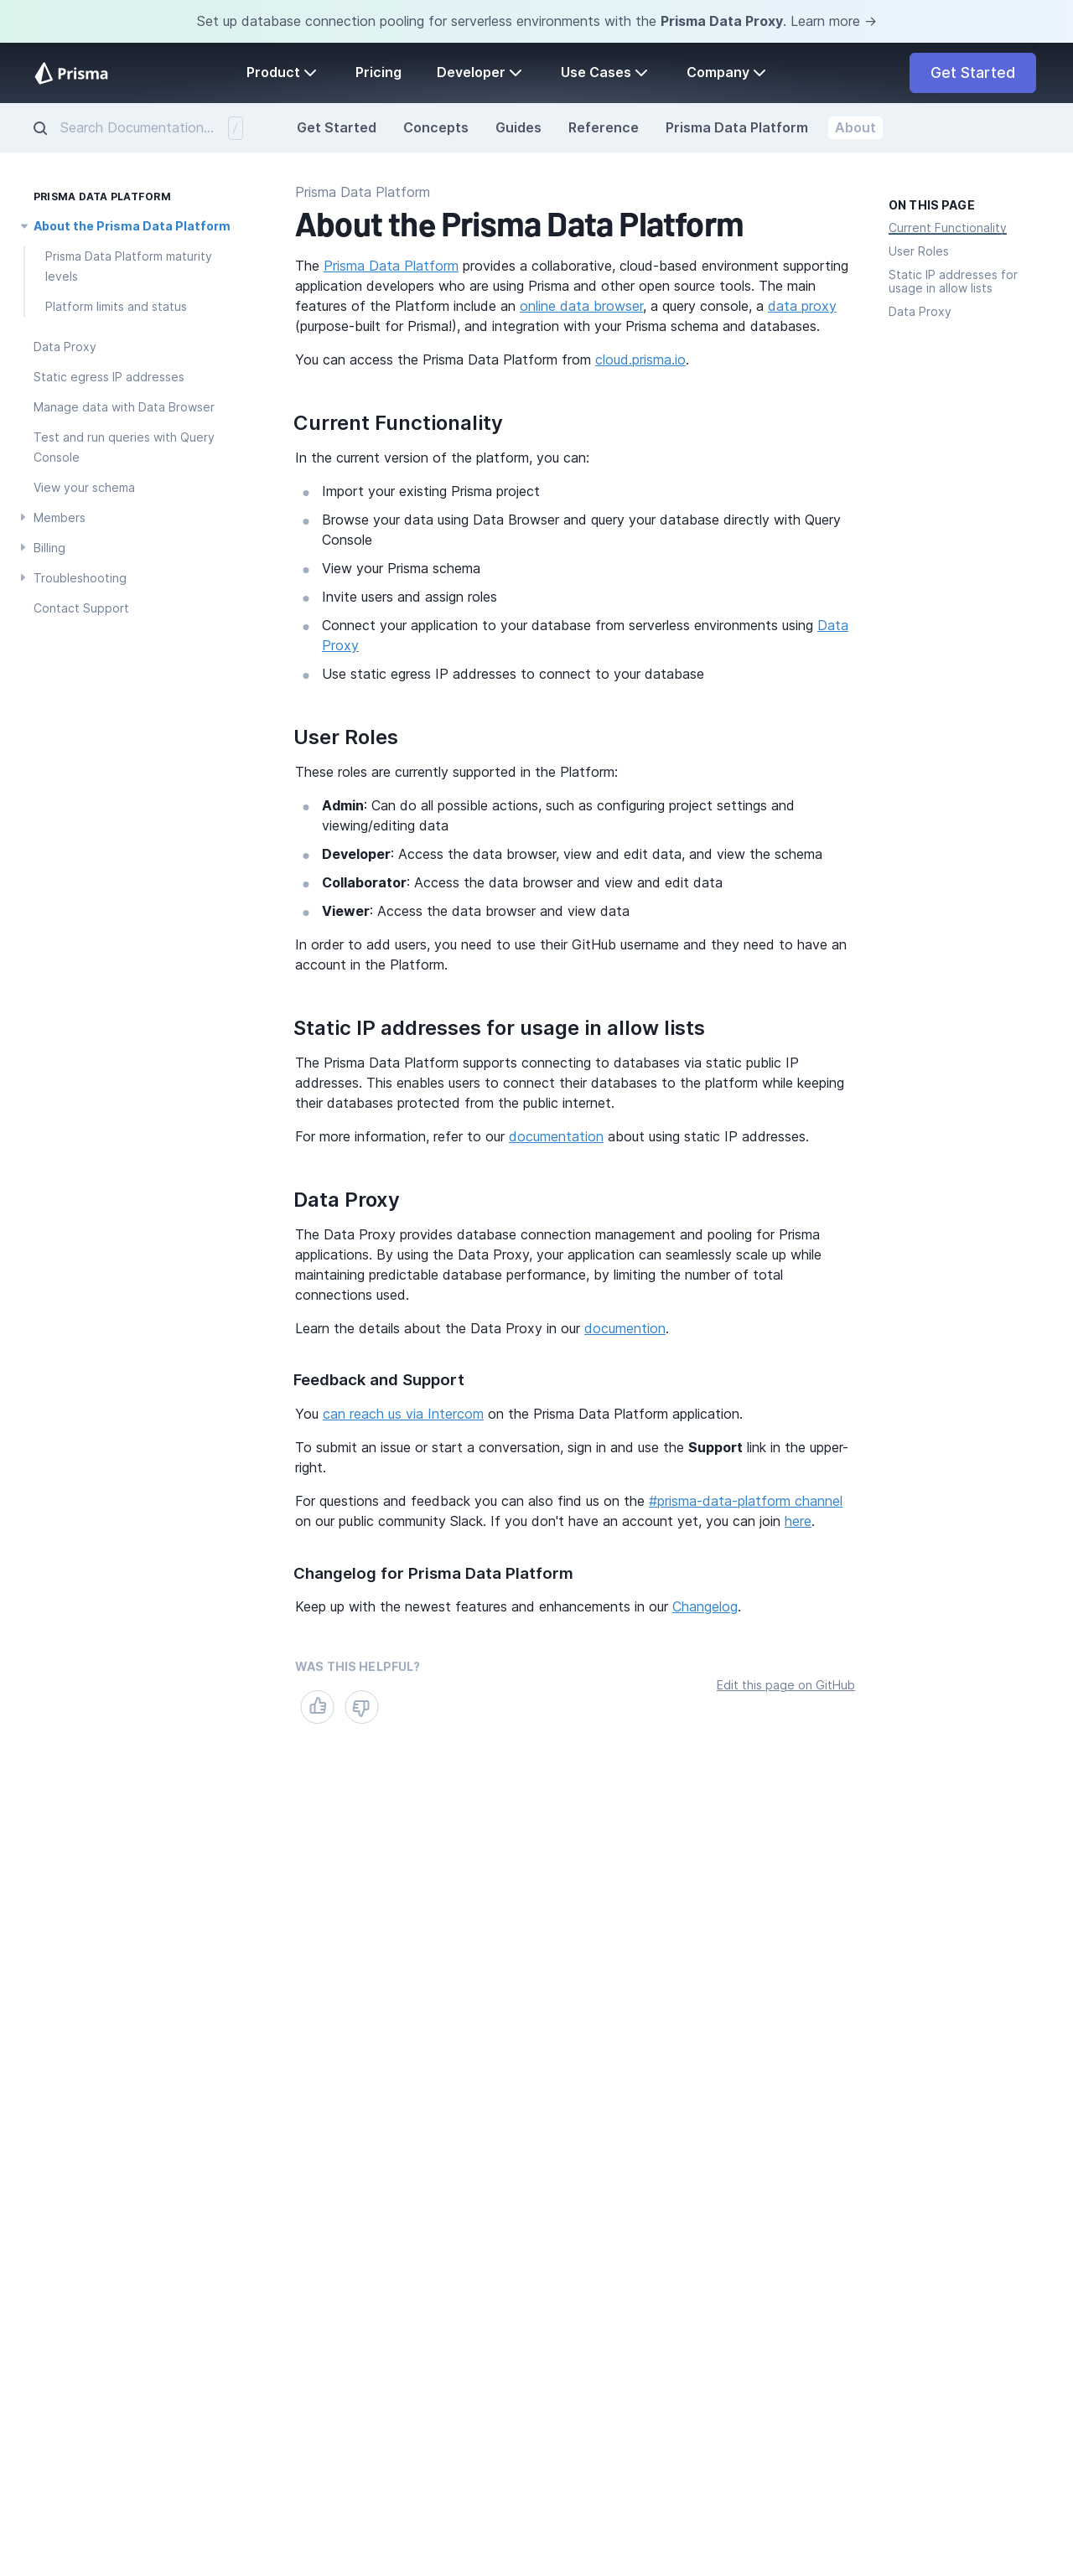 Set up database connection pooling for serverless environments with the Prisma Data Proxy. Learn more →
Prisma
Product
Pricing
Developer
Use Cases
Company
Get Started
Search Documentation...
/
Get Started
Concepts
Guides
Reference
Prisma Data Platform
About
PRISMA DATA PLATFORM
About the Prisma Data Platform
Prisma Data Platform maturity
levels
Platform limits and status
Data Proxy
Static egress IP addresses
Manage data with Data Browser
Test and run queries with Query
Console
View your schema
Members
Billing
Troubleshooting
Contact Support
Prisma Data Platform
About the Prisma Data Platform
The Prisma Data Platform provides a collaborative, cloud-based environment supporting
application developers who are using Prisma and other open source tools. The main
features of the Platform include an online data browser, a query console, a data proxy
(purpose-built for Prisma!), and integration with your Prisma schema and databases.
You can access the Prisma Data Platform from cloud.prisma.io.
Current Functionality
In the current version of the platform, you can:
Import your existing Prisma project
Browse your data using Data Browser and query your database directly with Query
Console
View your Prisma schema
Invite users and assign roles
Connect your application to your database from serverless environments using Data
Proxy
Use static egress IP addresses to connect to your database
User Roles
These roles are currently supported in the Platform:
Admin: Can do all possible actions, such as configuring project settings and
viewing/editing data
Developer: Access the data browser, view and edit data, and view the schema
Collaborator: Access the data browser and view and edit data
Viewer: Access the data browser and view data
In order to add users, you need to use their GitHub username and they need to have an
account in the Platform.
Static IP addresses for usage in allow lists
The Prisma Data Platform supports connecting to databases via static public IP
addresses. This enables users to connect their databases to the platform while keeping
their databases protected from the public internet.
For more information, refer to our documentation about using static IP addresses.
Data Proxy
The Data Proxy provides database connection management and pooling for Prisma
applications. By using the Data Proxy, your application can seamlessly scale up while
maintaining predictable database performance, by limiting the number of total
connections used.
Learn the details about the Data Proxy in our documention.
Feedback and Support
You can reach us via Intercom on the Prisma Data Platform application.
To submit an issue or start a conversation, sign in and use the Support link in the upper-
right.
For questions and feedback you can also find us on the #prisma-data-platform channel
on our public community Slack. If you don't have an account yet, you can join here.
Changelog for Prisma Data Platform
Keep up with the newest features and enhancements in our Changelog.
WAS THIS HELPFUL?
Edit this page on GitHub
ON THIS PAGE
Current Functionality
User Roles
Static IP addresses for
usage in allow lists
Data Proxy